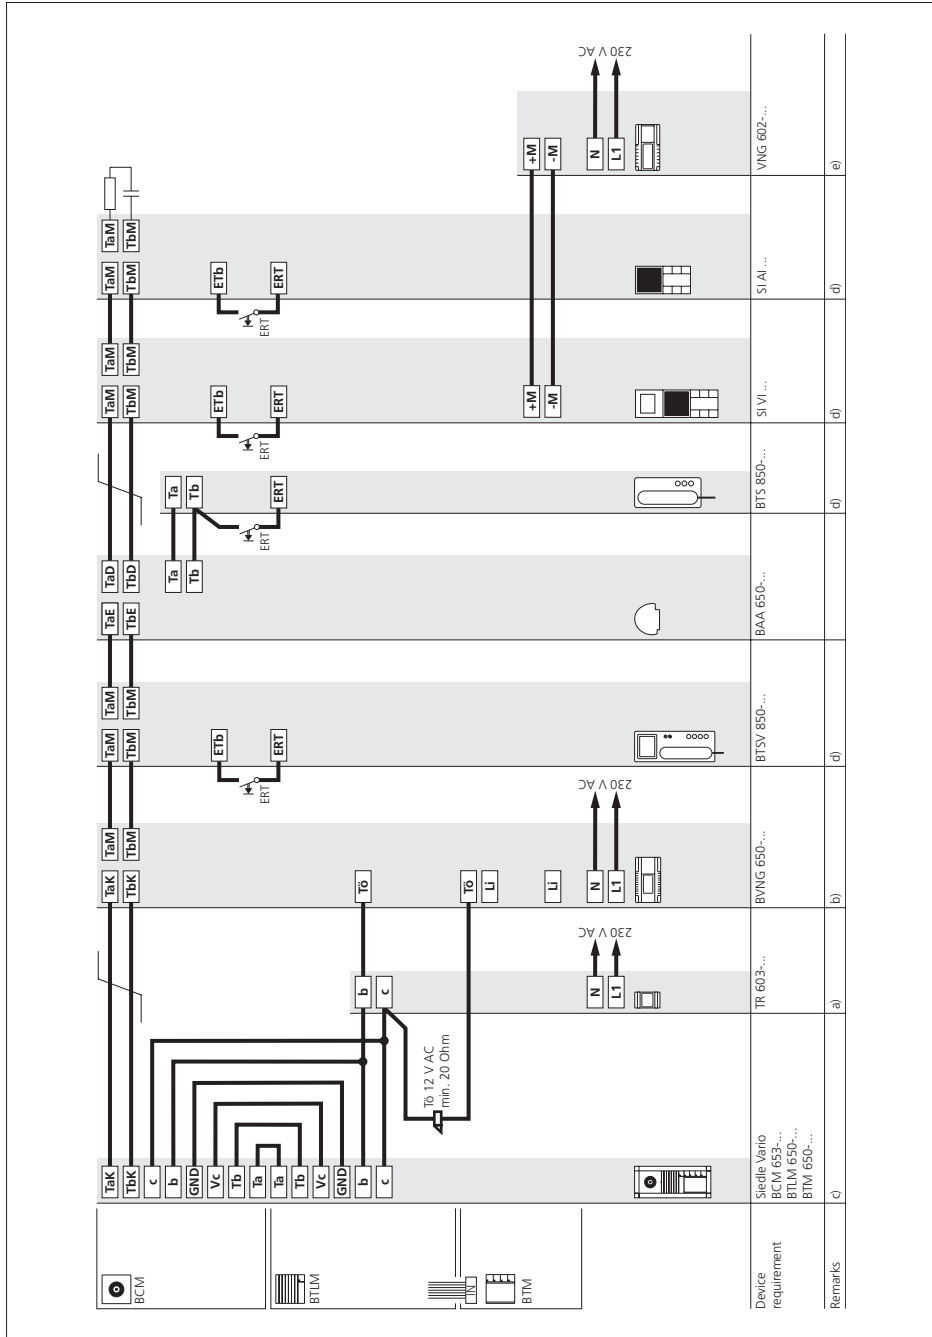 BCM
BTLM
IN
BTM
Device
requirement
Remarks
TaK
TbK
c
b
GND
Vc
Tb
Ta
Ta
Tb
Vc
GND
b
c
Siedle Vario
BCM 653-...
BTLM 650-...
BTM 650-...
c)
Tö 12 V AC
min. 20 Ohm
b
c
N
L1
230 V AC
TR 603-...
a)
TaK
TbK
TaM
TbM
Tö
Tö
Li
Li
N
L1
230 V AC
BVNG 650-...
b)
TaM
TbM
TaM
TbM
ETb
ERT
ERT
BTSV 850-...
d)
TaE
TbE
TaD
TbD
Ta
Tb
BAA 650-...
Ta
Tb
ERT
ERT
BTS 850-...
d)
TaM
TbM
TaM
TbM
ETb
ERT
ERT
+M
-M
SI VI ...
d)
TaM
TbM
TaM
TbM
ETb
ERT
ERT
SI AI ...
d)
+M
-M
N
L1
230 V AC
VNG 602-...
e)